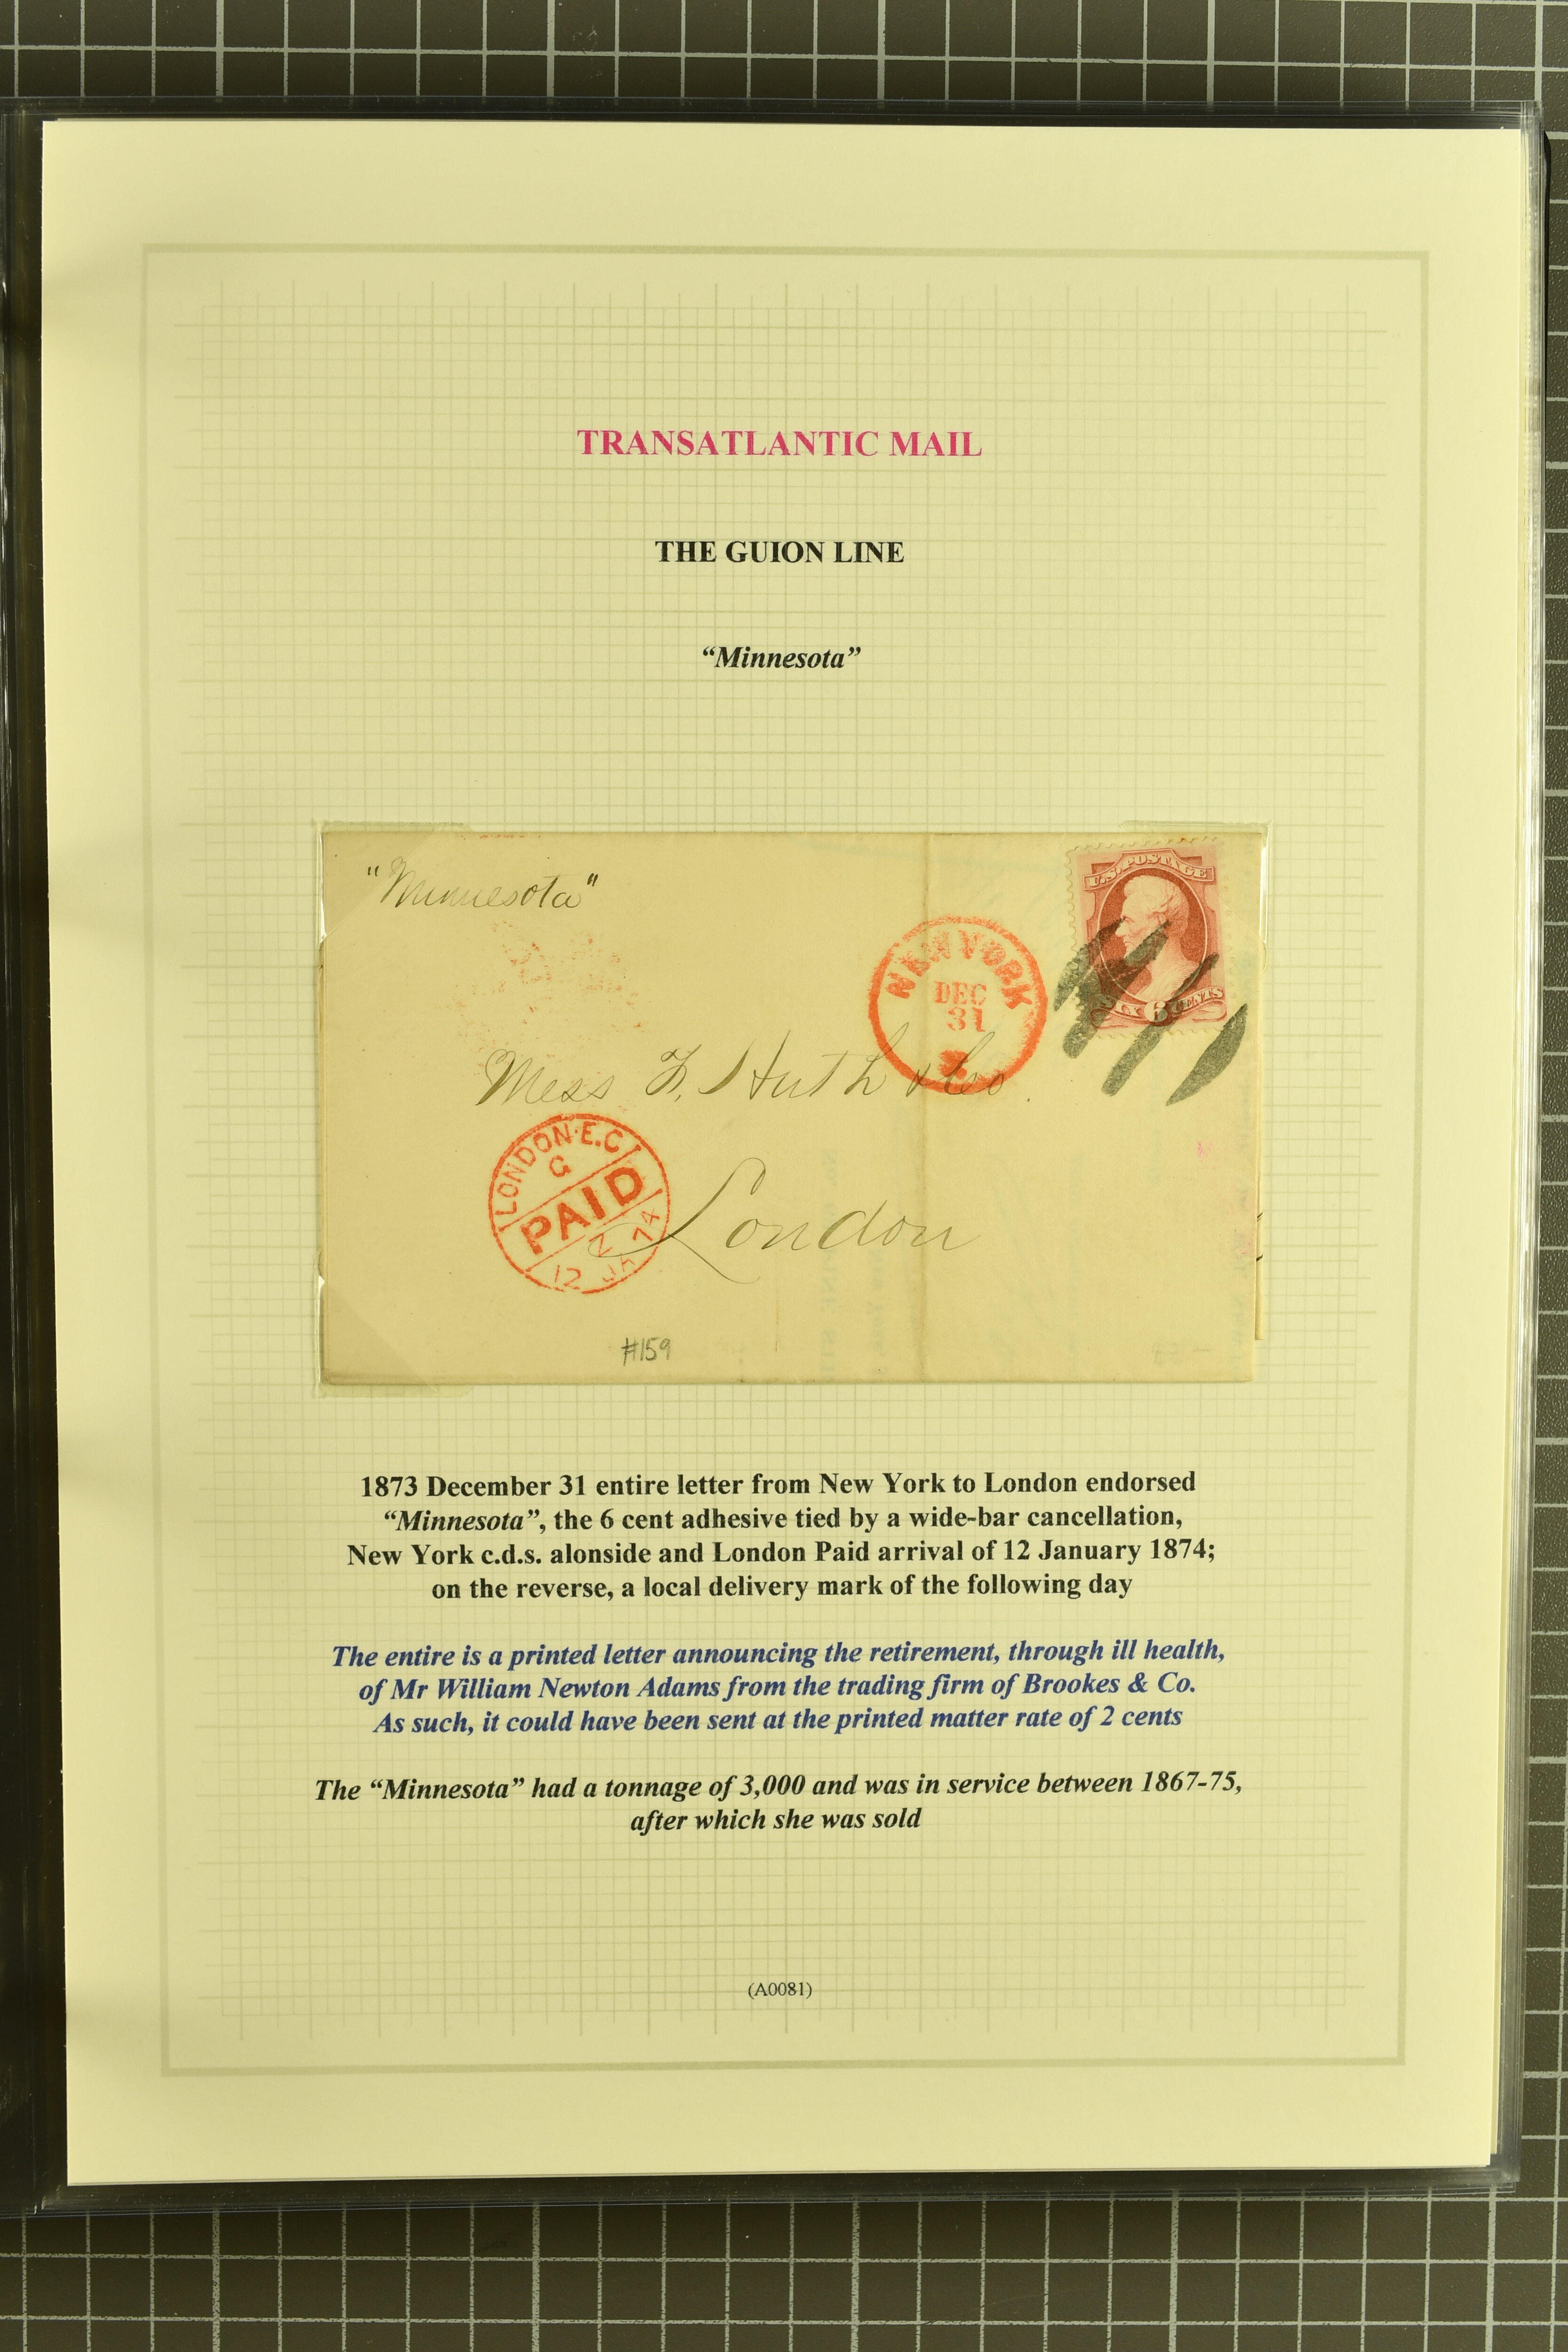 TRANSATLANTIC MAIL
THE GUION LINE
“Minnesota”
"Minnesota"
U.S. POSTAGE
SIX 6 CENTS
NEW YORK
DEC
31
Mess F. Huth & Co.
LONDON·E.C
G
PAID
12 JA 74
London
#159
1873 December 31 entire letter from New York to London endorsed
“Minnesota”, the 6 cent adhesive tied by a wide-bar cancellation,
New York c.d.s. alonside and London Paid arrival of 12 January 1874;
on the reverse, a local delivery mark of the following day
The entire is a printed letter announcing the retirement, through ill health,
of Mr William Newton Adams from the trading firm of Brookes & Co.
As such, it could have been sent at the printed matter rate of 2 cents
The “Minnesota” had a tonnage of 3,000 and was in service between 1867-75,
after which she was sold
(A0081)